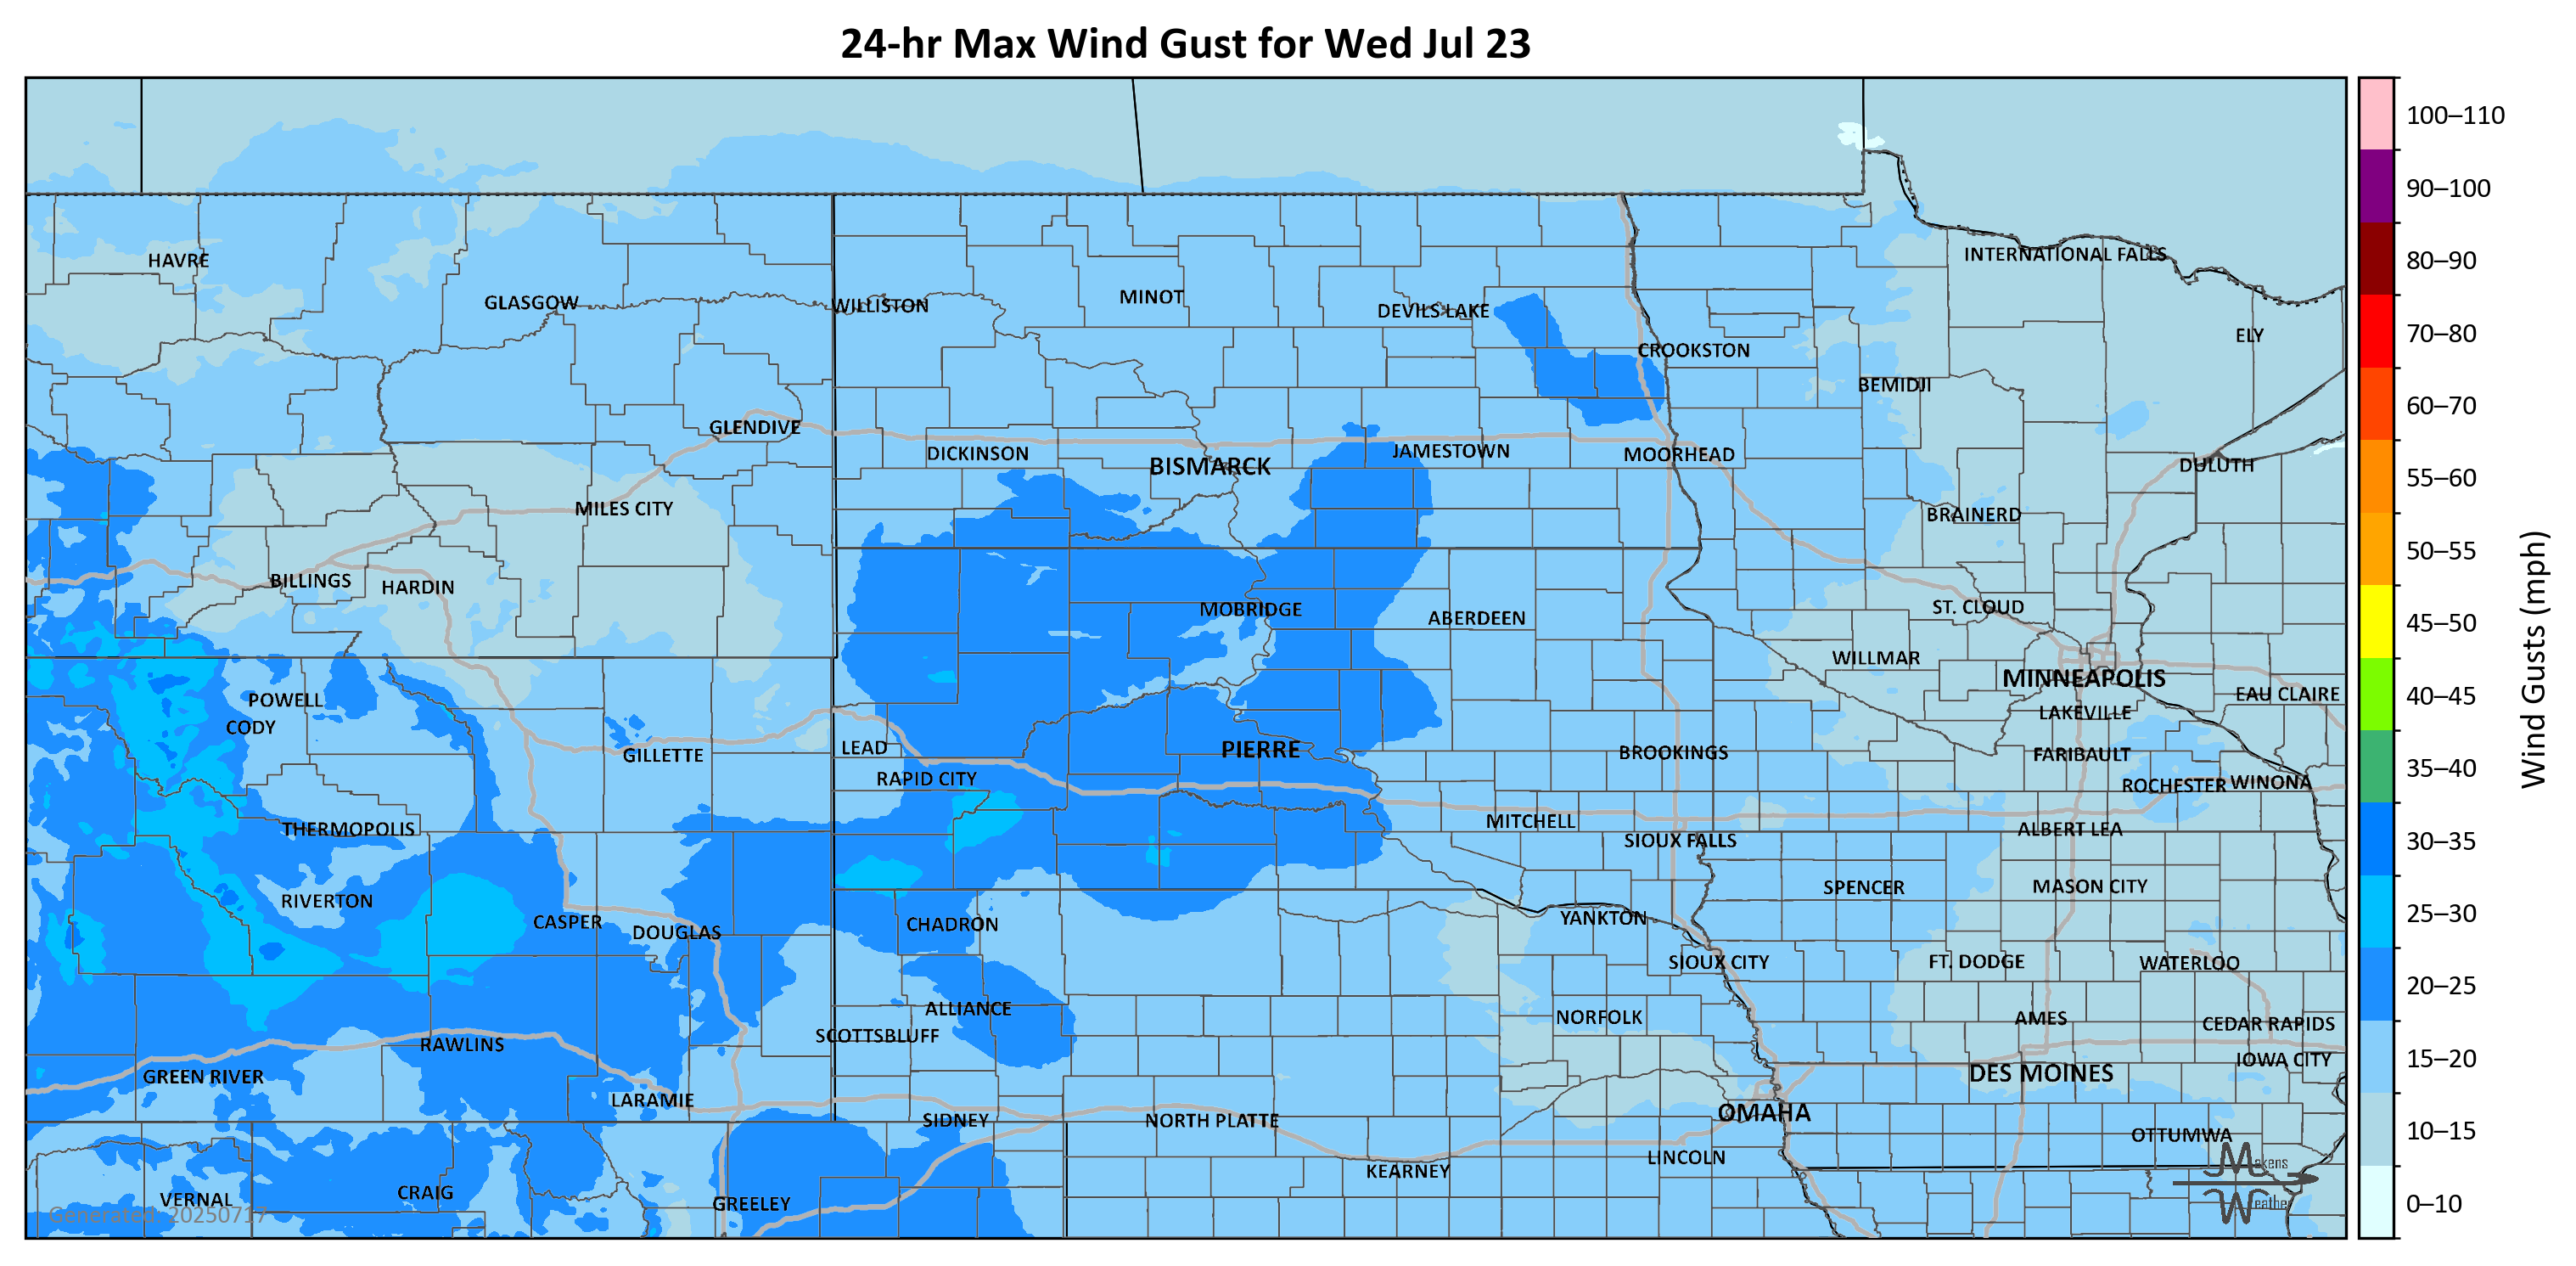 24-hr Max Wind Gust for Wed Jul 23
100–110
90–100
80–90
70–80
60–70
55–60
50–55
45–50
40–45
35–40
30–35
25–30
20–25
15–20
10–15
0–10
Wind Gusts (mph)
HAVRE
GLASGOW
WILLISTON
MINOT
DEVILS LAKE
INTERNATIONAL FALLS
ELY
CROOKSTON
BEMIDJI
GLENDIVE
DICKINSON
BISMARCK
JAMESTOWN
MOORHEAD
DULUTH
MILES CITY
BRAINERD
BILLINGS
HARDIN
MOBRIDGE
ABERDEEN
ST. CLOUD
WILLMAR
MINNEAPOLIS
EAU CLAIRE
LAKEVILLE
POWELL
CODY
GILLETTE
LEAD
PIERRE
BROOKINGS
FARIBAULT
RAPID CITY
ROCHESTER
WINONA
THERMOPOLIS
MITCHELL
SIOUX FALLS
ALBERT LEA
RIVERTON
SPENCER
MASON CITY
CASPER
DOUGLAS
CHADRON
YANKTON
SIOUX CITY
FT. DODGE
WATERLOO
ALLIANCE
NORFOLK
AMES
CEDAR RAPIDS
SCOTTSBLUFF
RAWLINS
IOWA CITY
GREEN RIVER
DES MOINES
LARAMIE
SIDNEY
NORTH PLATTE
OMAHA
OTTUMWA
LINCOLN
KEARNEY
VERNAL
CRAIG
GREELEY
Generated: 20250717
Makens
Weather